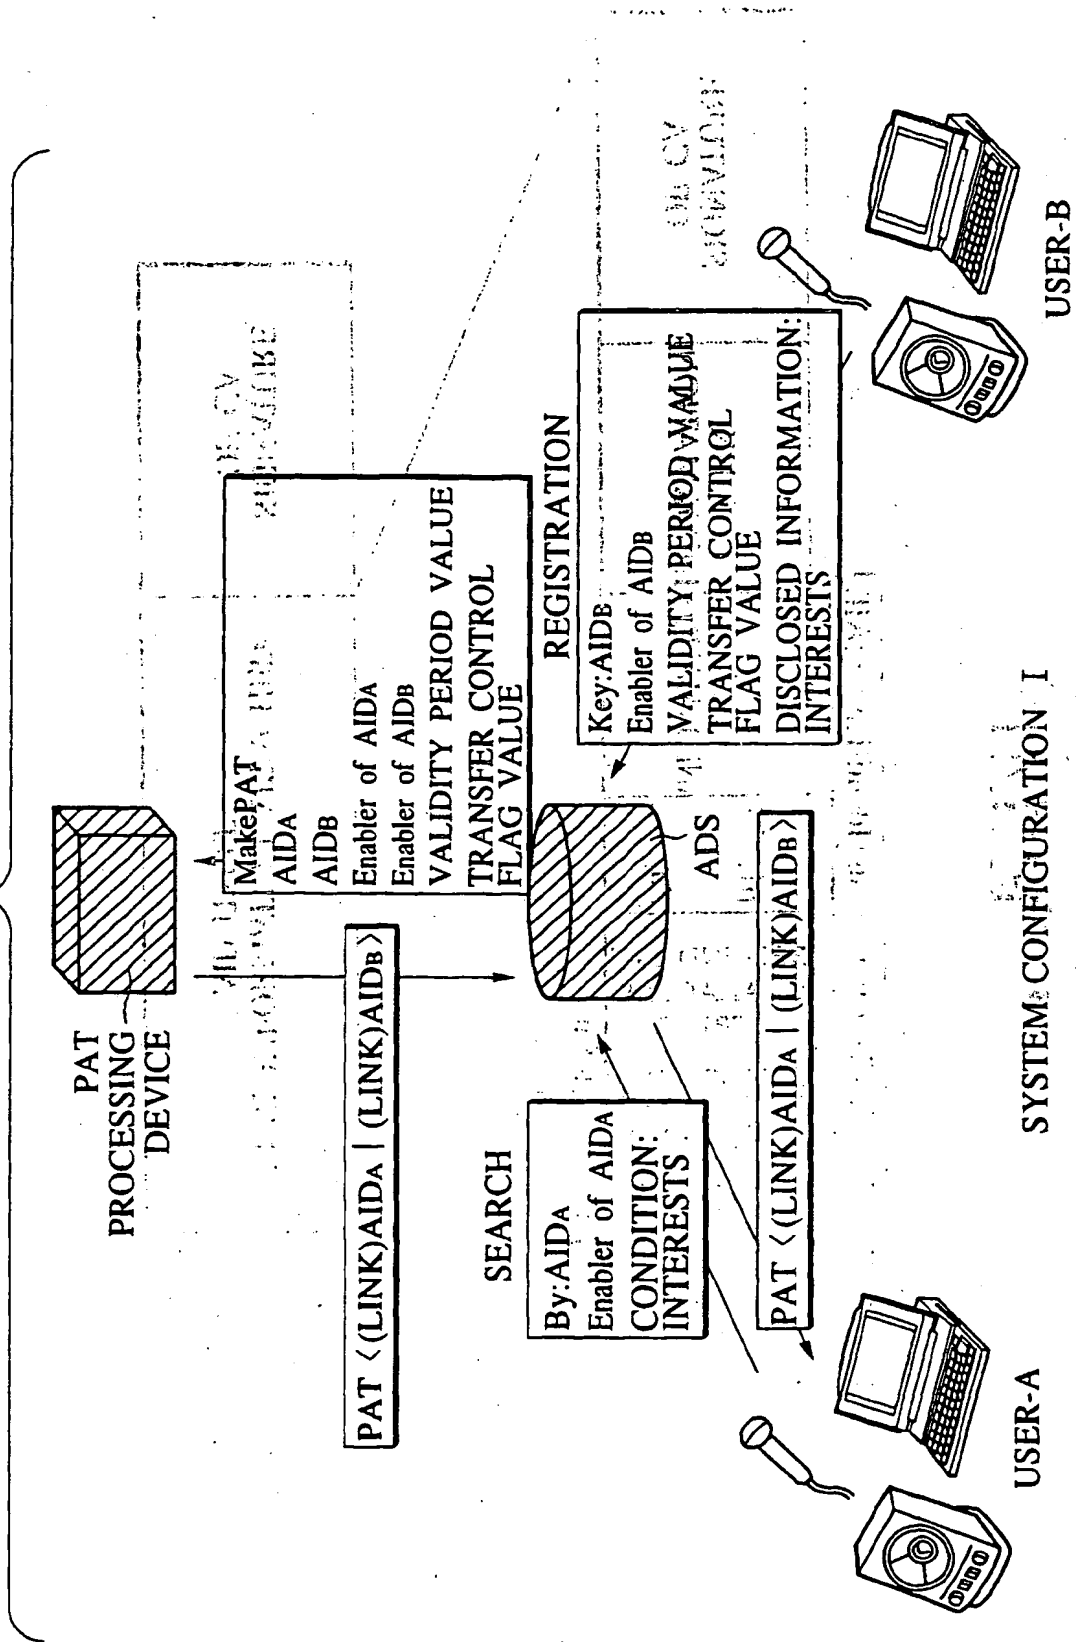 PAT
PROCESSING
DEVICE
MakePAT
AIDA
AIDB
Enabler of AIDA
Enabler of AIDB
VALIDITY PERIOD VALUE
TRANSFER CONTROL
FLAG VALUE
PAT <(LINK)AIDA | (LINK)AIDB>
SEARCH
By:AIDA
Enabler of AIDA
CONDITION:
INTERESTS
ADS
REGISTRATION
Key:AIDB
Enabler of AIDB
VALIDITY PERIOD VALUE
TRANSFER CONTROL
FLAG VALUE
DISCLOSED INFORMATION:
INTERESTS
PAT <(LINK)AIDA | (LINK)AIDB>
USER-A
USER-B
SYSTEM CONFIGURATION I